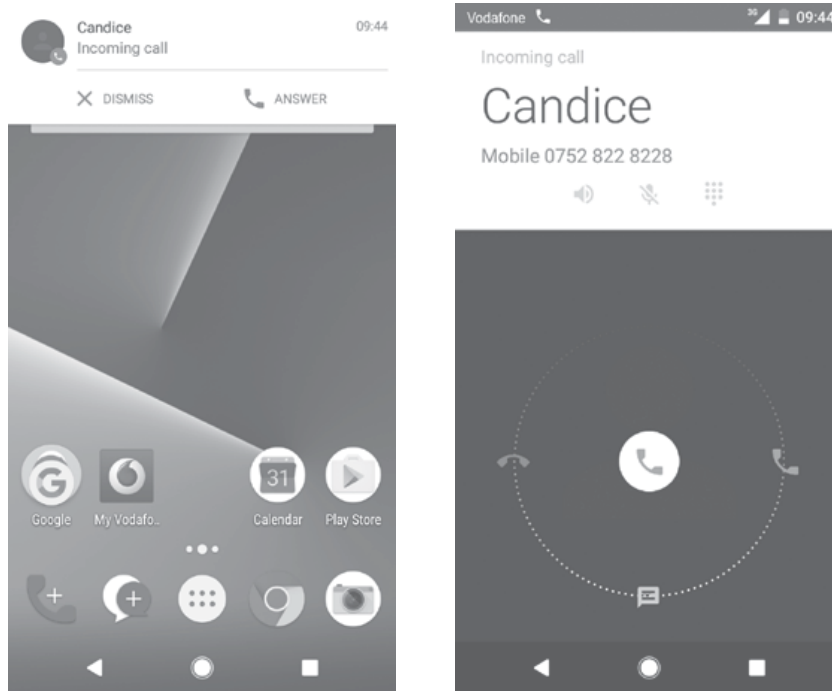 Candice 09:44
Incoming call
DISMISS ANSWER
31
G
Google My Vodafo.. Calendar Play Store
Vodafone 3G 09:44
Incoming call
Candice
Mobile 0752 822 8228